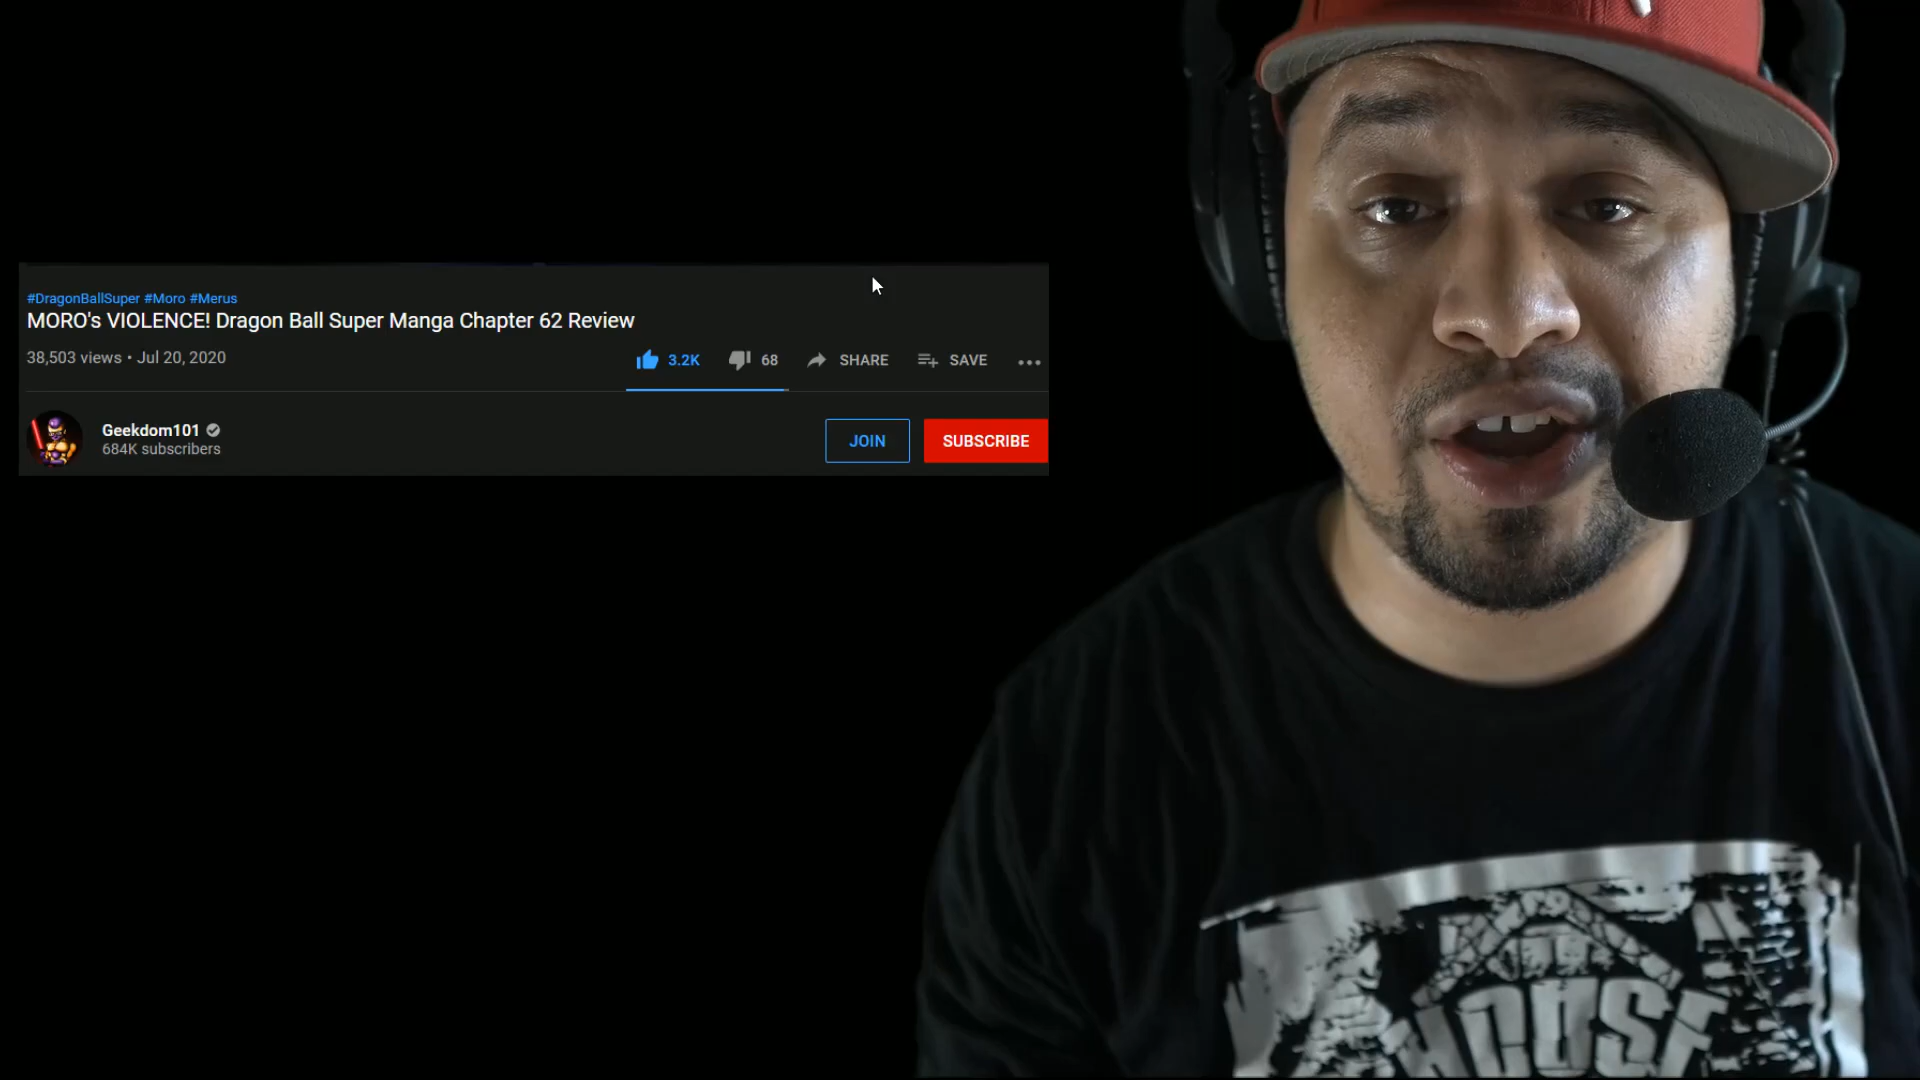 #DragonBallSuper #Moro #Merus
MORO's VIOLENCE! Dragon Ball Super Manga Chapter 62 Review
38,503 views • Jul 20, 2020
3.2K 68 SHARE SAVE
Geekdom101
684K subscribers
JOIN SUBSCRIBE
HOUSE